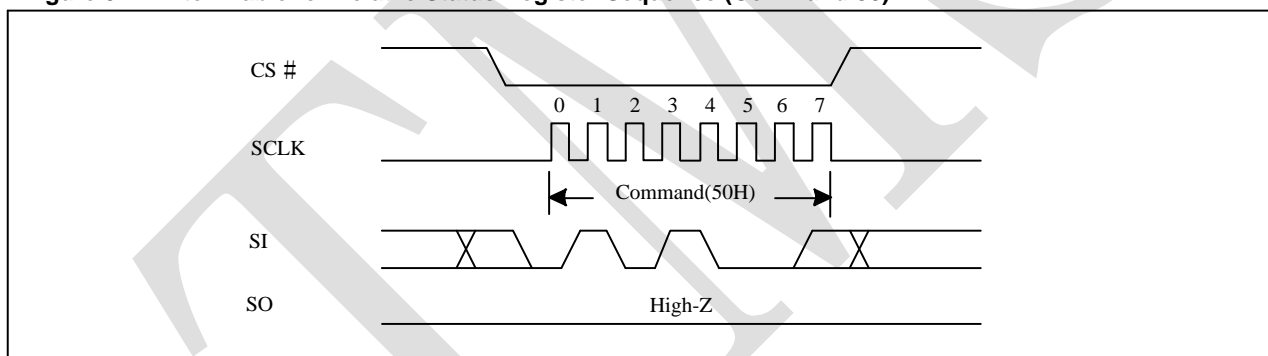 CS #
0 1 2 3 4 5 6 7
SCLK
Command(50H)
SI
High-Z
SO